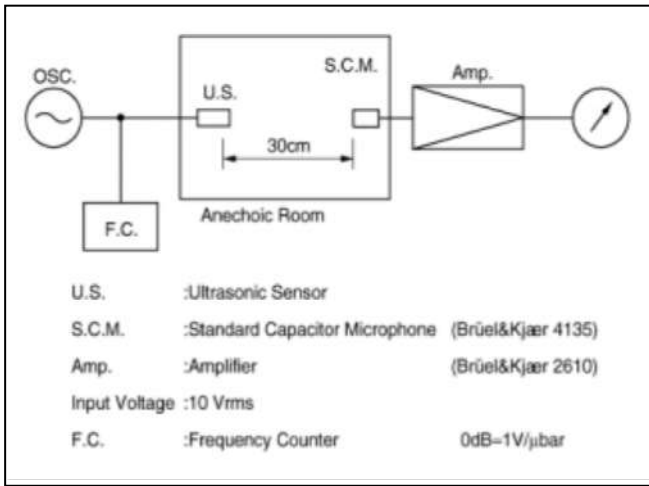 OSC.
U.S.
S.C.M.
Amp.
30cm
F.C.
Anechoic Room
U.S. :Ultrasonic Sensor
S.C.M. :Standard Capacitor Microphone (Brüel&Kjær 4135)
Amp. :Amplifier (Brüel&Kjær 2610)
Input Voltage :10 Vrms
F.C. :Frequency Counter 0dB=1V/μbar